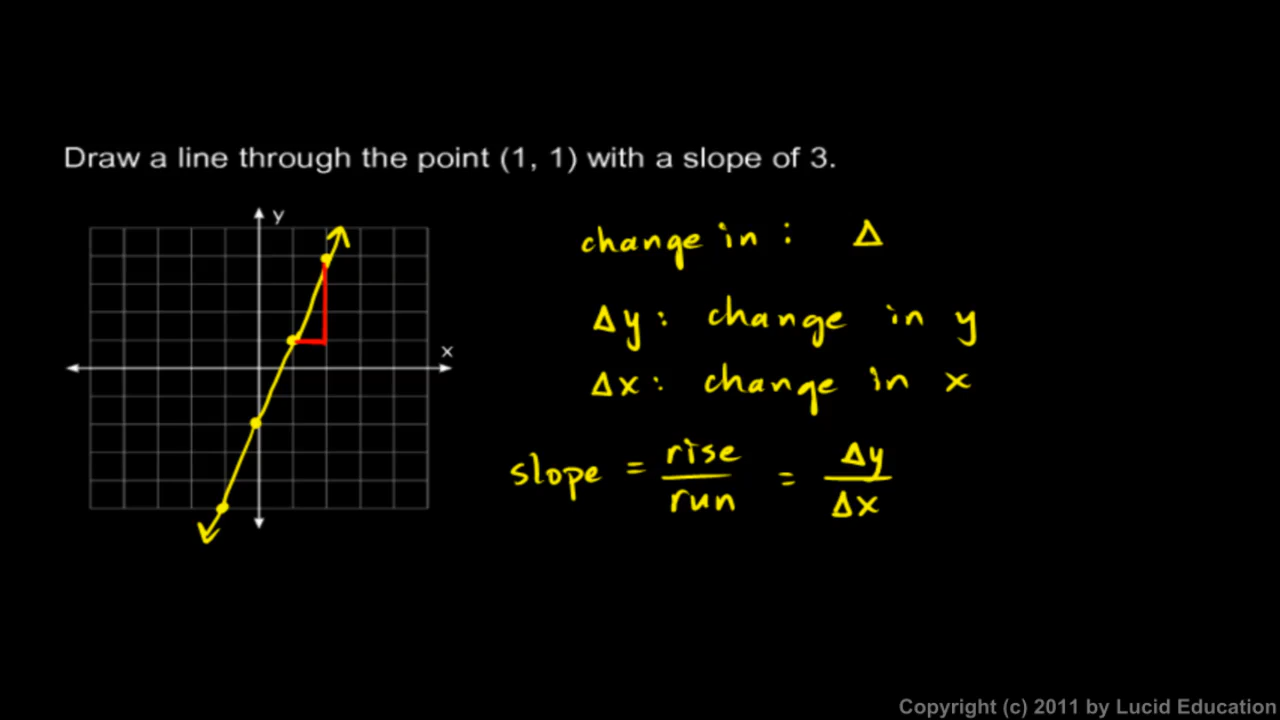 Draw a line through the point (1, 1) with a slope of 3.
y
x
change in : Δ
Δy : change in y
Δx : change in x
slope = rise / run = Δy / Δx
Copyright (c) 2011 by Lucid Education